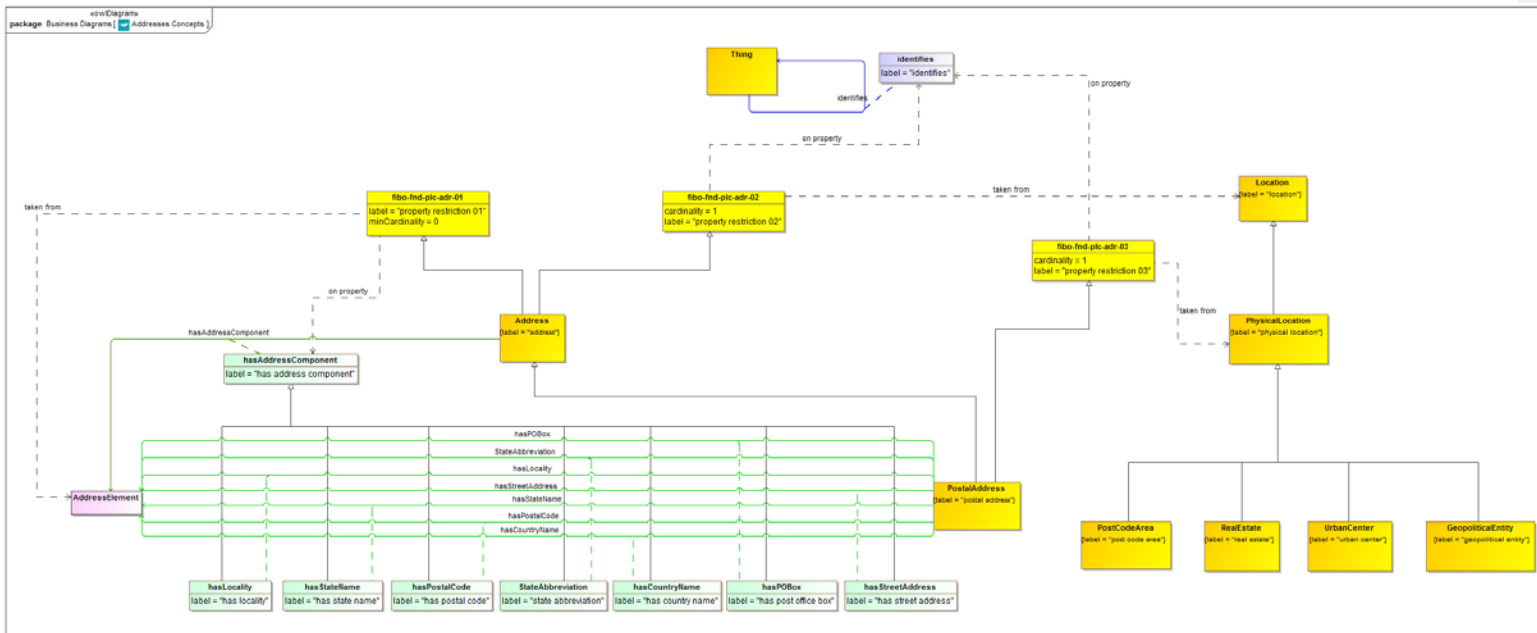 «owlDiagram»
package Business Diagrams [ Addresses Concepts ]
Thing
identifies
label = "identifies"
identifies
on property
on property
fibo-fnd-plc-adr-01
label = "property restriction 01"
minCardinality = 0
fibo-fnd-plc-adr-02
cardinality = 1
label = "property restriction 02"
taken from
Location
{label = "location"}
taken from
fibo-fnd-plc-adr-03
cardinality = 1
label = "property restriction 03"
on property
taken from
Address
{label = "address"}
PhysicalLocation
{label = "physical location"}
hasAddressComponent
hasAddressComponent
label = "has address component"
hasPOBox
StateAbbreviation
hasLocality
hasStreetAddress
hasStateName
hasPostalCode
hasCountryName
AddressElement
PostalAddress
{label = "postal address"}
PostCodeArea
{label = "post code area"}
RealEstate
{label = "real estate"}
UrbanCenter
{label = "urban center"}
GeopoliticalEntity
{label = "geopolitical entity"}
hasLocality
label = "has locality"
hasStateName
label = "has state name"
hasPostalCode
label = "has postal code"
StateAbbreviation
label = "state abbreviation"
hasCountryName
label = "has country name"
hasPOBox
label = "has post office box"
hasStreetAddress
label = "has street address"